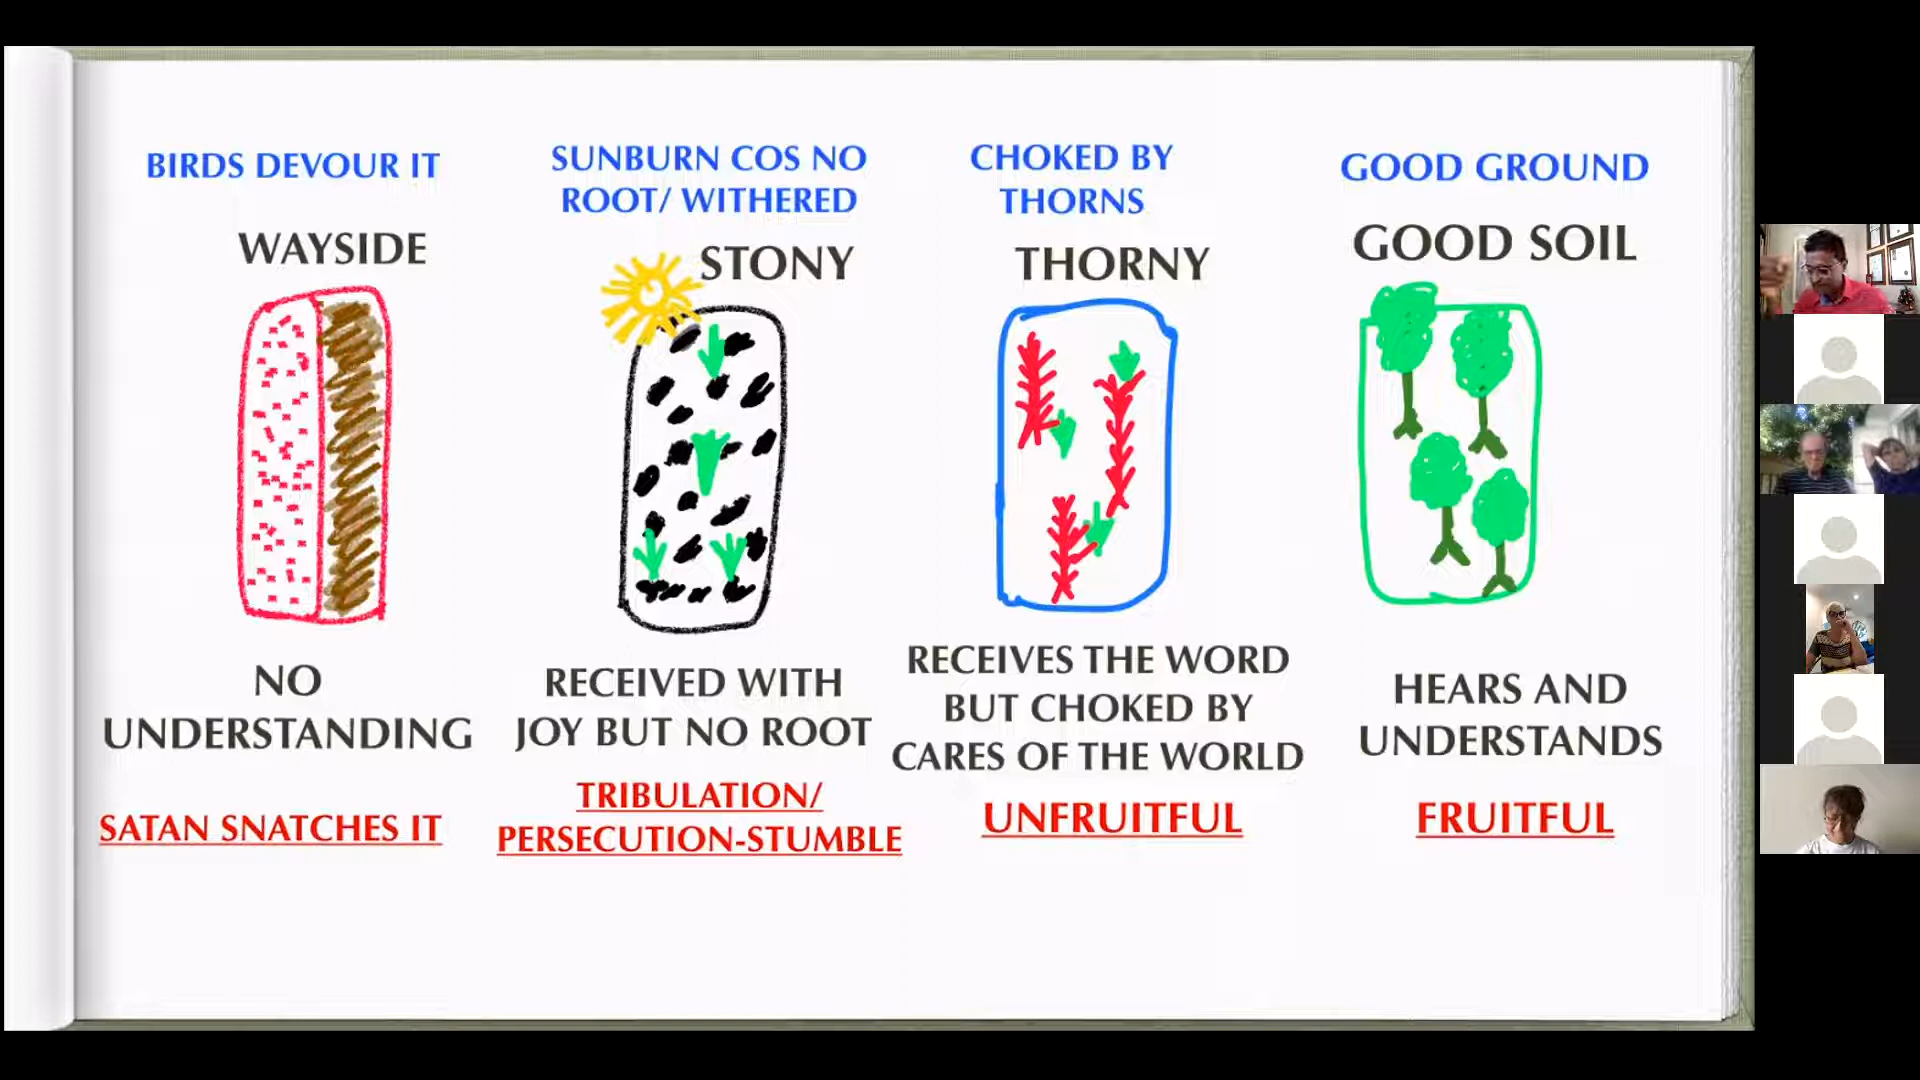 BIRDS DEVOUR IT
WAYSIDE
NO
UNDERSTANDING
SATAN SNATCHES IT
SUNBURN COS NO
ROOT/ WITHERED
STONY
RECEIVED WITH
JOY BUT NO ROOT
TRIBULATION/
PERSECUTION-STUMBLE
CHOKED BY
THORNS
THORNY
RECEIVES THE WORD
BUT CHOKED BY
CARES OF THE WORLD
UNFRUITFUL
GOOD GROUND
GOOD SOIL
HEARS AND
UNDERSTANDS
FRUITFUL